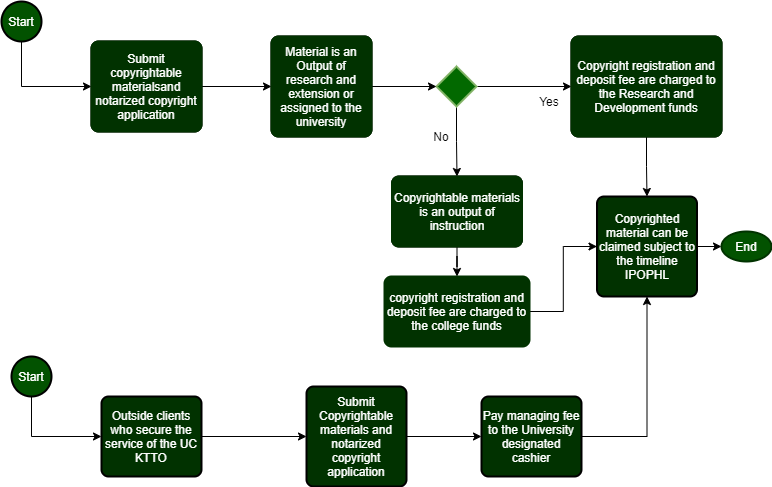 Start
Submit
copyrightable
materialsand
notarized copyright
application
Material is an
Output of
research and
extension or
assigned to the
university
Yes
No
Copyright registration and
deposit fee are charged to
the Research and
Development funds
Copyrightable materials
is an output of
instruction
copyright registration and
deposit fee are charged to
the college funds
Copyrighted
material can be
claimed subject to
the timeline
IPOPHL
End
Start
Outside clients
who secure the
service of the UC
KTTO
Submit
Copyrightable
materials and
notarized
copyright
application
Pay managing fee
to the University
designated
cashier